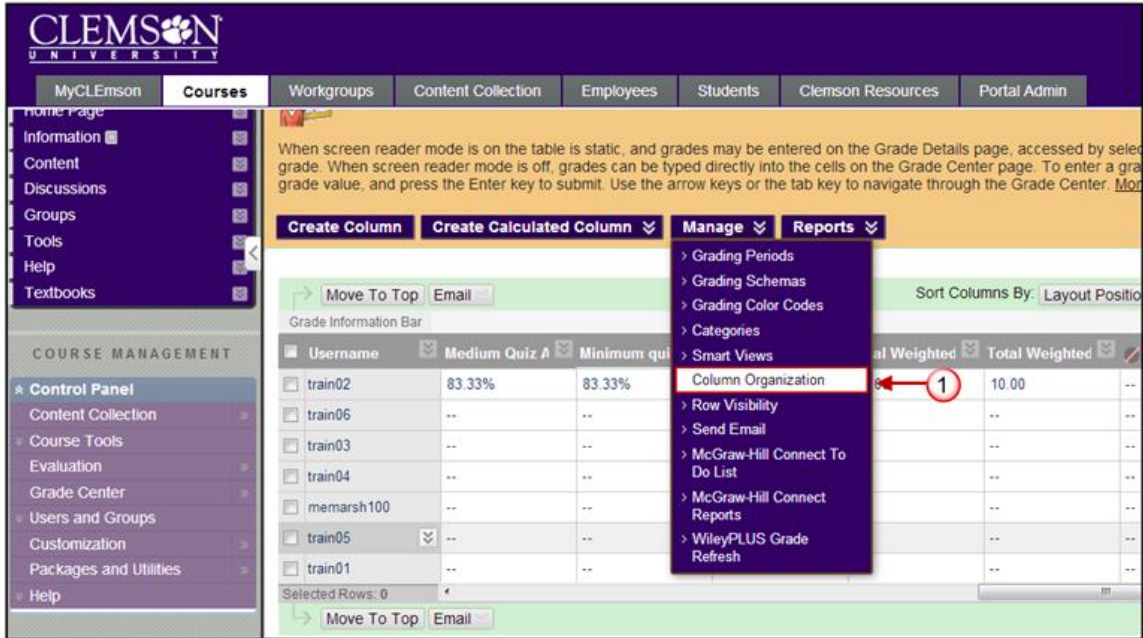 CLEMSON
UNIVERSITY
MyCLEmson Courses Workgroups Content Collection Employees Students Clemson Resources Portal Admin
Home Page
Information
Content
Discussions
Groups
Tools
Help
Textbooks
COURSE MANAGEMENT
Control Panel
Content Collection
Course Tools
Evaluation
Grade Center
Users and Groups
Customization
Packages and Utilities
Help
When screen reader mode is on the table is static, and grades may be entered on the Grade Details page, accessed by selec
grade. When screen reader mode is off, grades can be typed directly into the cells on the Grade Center page. To enter a gra
grade value, and press the Enter key to submit. Use the arrow keys or the tab key to navigate through the Grade Center. Mor
Create Column Create Calculated Column Manage Reports
> Grading Periods
> Grading Schemas
> Grading Color Codes
> Categories
> Smart Views
Column Organization
> Row Visibility
> Send Email
> McGraw-Hill Connect To
Do List
> McGraw-Hill Connect
Reports
> WileyPLUS Grade
Refresh
1
Move To Top Email Sort Columns By: Layout Positio
Grade Information Bar
Username Medium Quiz A Minimum qui al Weighted Total Weighted
train02 83.33% 83.33% 10.00 --
train06 -- -- -- --
train03 -- -- -- --
train04 -- -- -- --
memarsh100 -- -- -- --
train05 -- -- -- --
train01 -- -- -- --
Selected Rows: 0
Move To Top Email